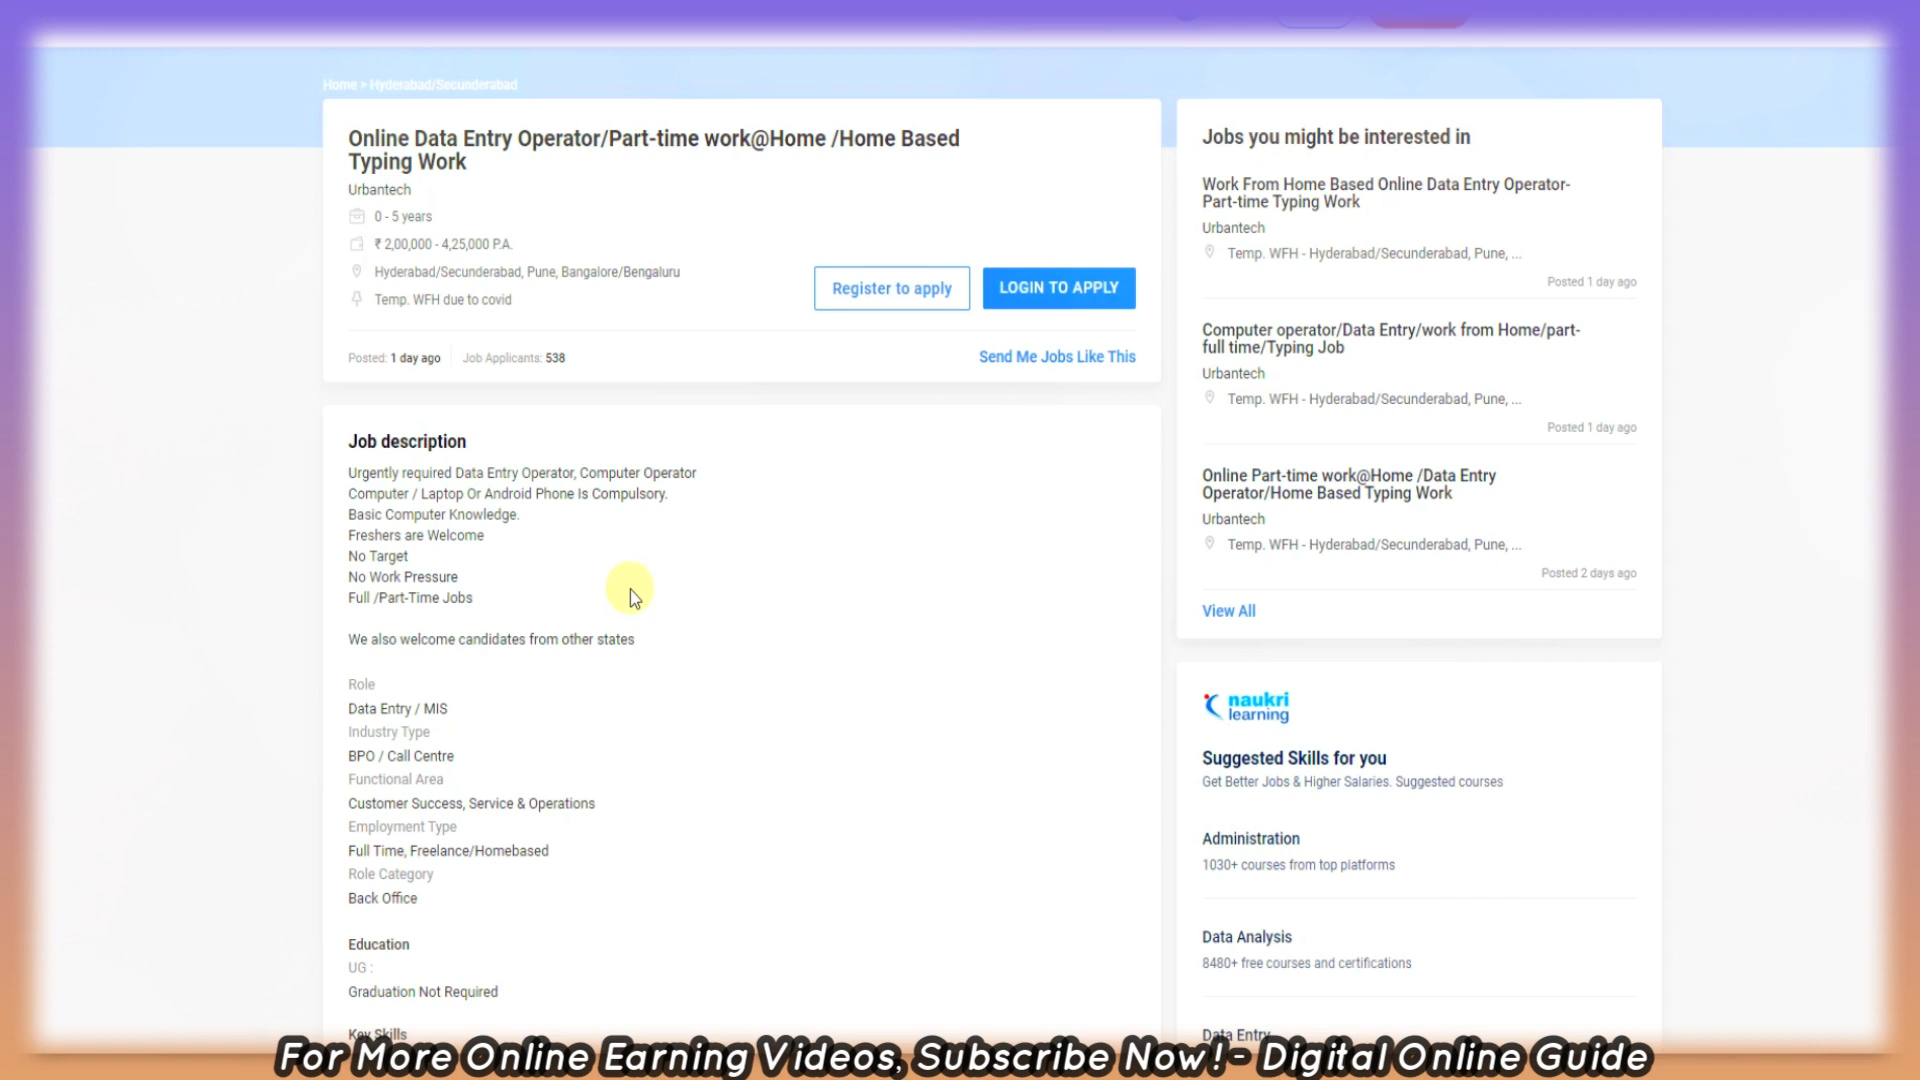 Home > Hyderabad/Secunderabad
Online Data Entry Operator/Part-time work@Home /Home Based
Typing Work
Urbantech
0 - 5 years
₹ 2,00,000 - 4,25,000 P.A.
Hyderabad/Secunderabad, Pune, Bangalore/Bengaluru
Temp. WFH due to covid
Register to apply
LOGIN TO APPLY
Posted: 1 day ago
Job Applicants: 538
Send Me Jobs Like This
Job description
Urgently required Data Entry Operator, Computer Operator
Computer / Laptop Or Android Phone Is Compulsory.
Basic Computer Knowledge.
Freshers are Welcome
No Target
No Work Pressure
Full /Part-Time Jobs
We also welcome candidates from other states
Role
Data Entry / MIS
Industry Type
BPO / Call Centre
Functional Area
Customer Success, Service & Operations
Employment Type
Full Time, Freelance/Homebased
Role Category
Back Office
Education
UG :
Graduation Not Required
Key Skills
Jobs you might be interested in
Work From Home Based Online Data Entry Operator-
Part-time Typing Work
Urbantech
Temp. WFH - Hyderabad/Secunderabad, Pune, ...
Posted 1 day ago
Computer operator/Data Entry/work from Home/part-
full time/Typing Job
Urbantech
Temp. WFH - Hyderabad/Secunderabad, Pune, ...
Posted 1 day ago
Online Part-time work@Home /Data Entry
Operator/Home Based Typing Work
Urbantech
Temp. WFH - Hyderabad/Secunderabad, Pune, ...
Posted 2 days ago
View All
naukri
learning
Suggested Skills for you
Get Better Jobs & Higher Salaries. Suggested courses
Administration
1030+ courses from top platforms
Data Analysis
8480+ free courses and certifications
Data Entry
For More Online Earning Videos, Subscribe Now! - Digital Online Guide